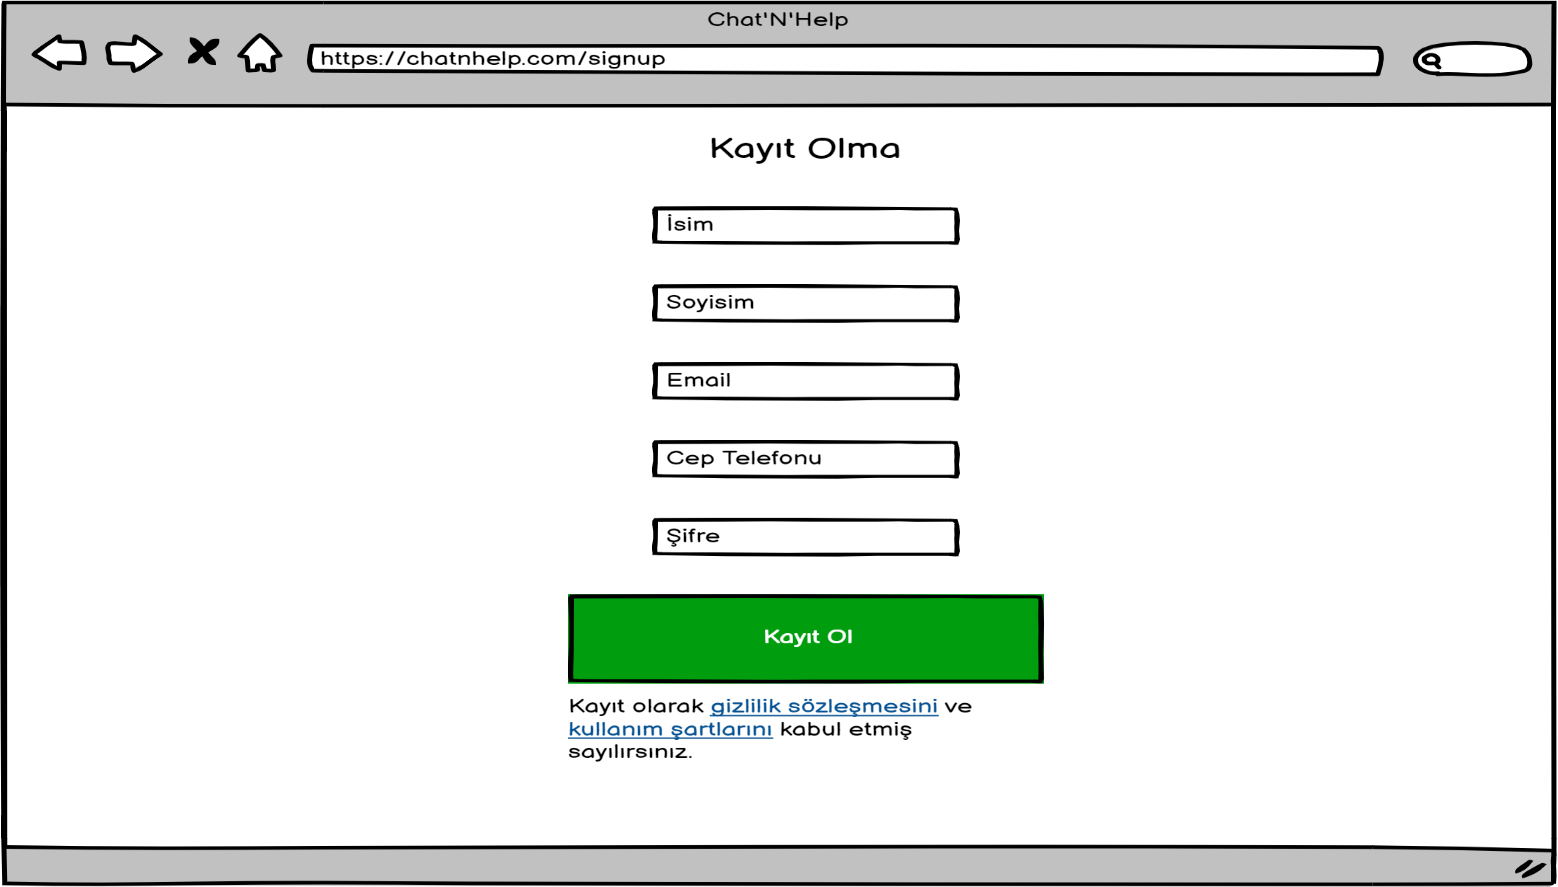 Chat'N'Help
https://chatnhelp.com/signup
Kayıt Olma
İsim
Soyisim
Email
Cep Telefonu
Şifre
Kayıt Ol
Kayıt olarak gizlilik sözleşmesini ve
kullanım şartlarını kabul etmiş
sayılırsınız.